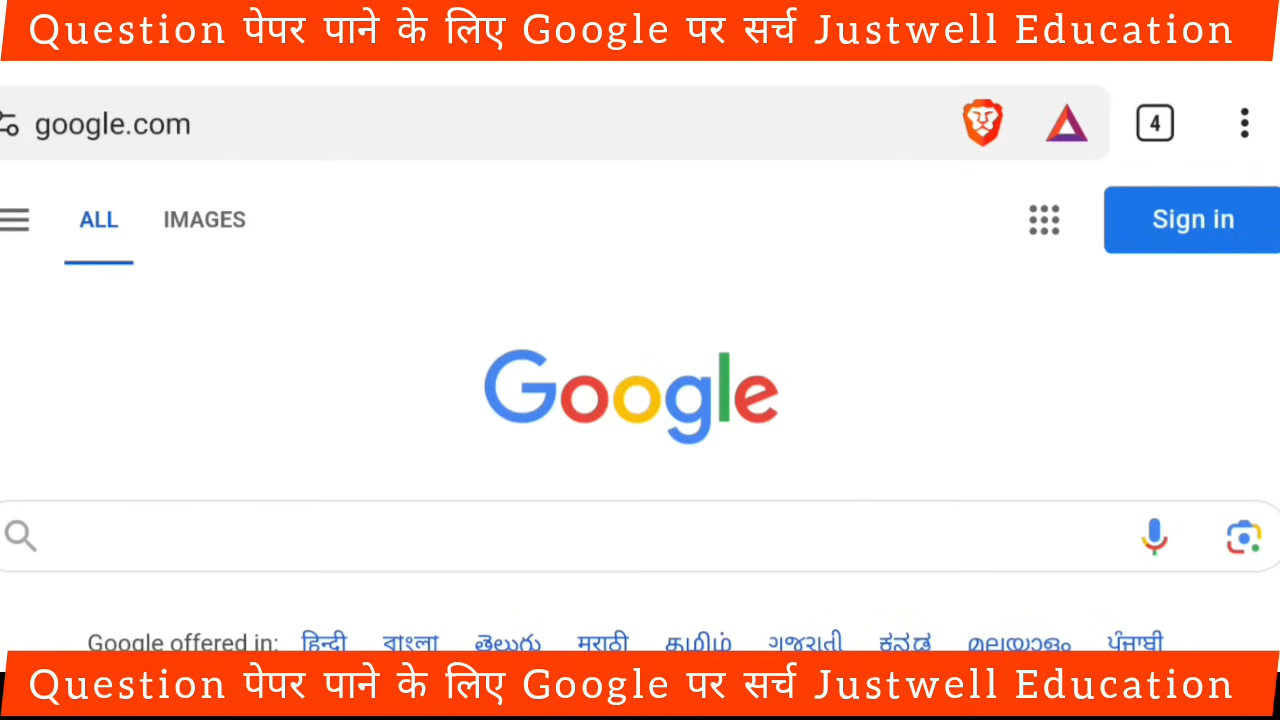 Question पेपर पाने के लिए Google पर सर्च Justwell Education
google.com
4
ALL IMAGES
Sign in
Google
Google offered in: हिन्दी বাংলা తెలుగు मराठी தமிழ் ગુજરાતી ಕನ್ನಡ മലയാളം ਪੰਜਾਬੀ
Question पेपर पाने के लिए Google पर सर्च Justwell Education